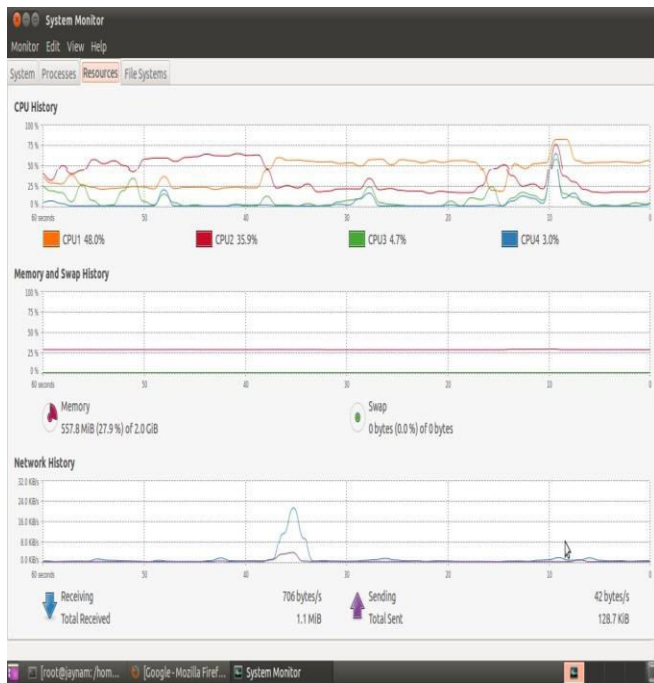 System Monitor
Monitor Edit View Help
System Processes Resources File Systems
CPU History
100 %
75 %
50 %
25 %
0 %
60 seconds 50 40 30 20 10 0
CPU1 48.0% CPU2 35.9% CPU3 4.7% CPU4 3.0%
Memory and Swap History
100 %
75 %
50 %
25 %
0 %
60 seconds 50 40 30 20 10 0
Memory
557.8 MiB (27.9 %) of 2.0 GiB
Swap
0 bytes (0.0 %) of 0 bytes
Network History
32.0 KiB/s
24.0 KiB/s
16.0 KiB/s
8.0 KiB/s
0.0 KiB/s
60 seconds 50 40 30 20 10 0
Receiving 706 bytes/s
Total Received 1.1 MiB
Sending 42 bytes/s
Total Sent 128.7 KiB
[root@jaynam: /hom... [Google - Mozilla Firef... System Monitor